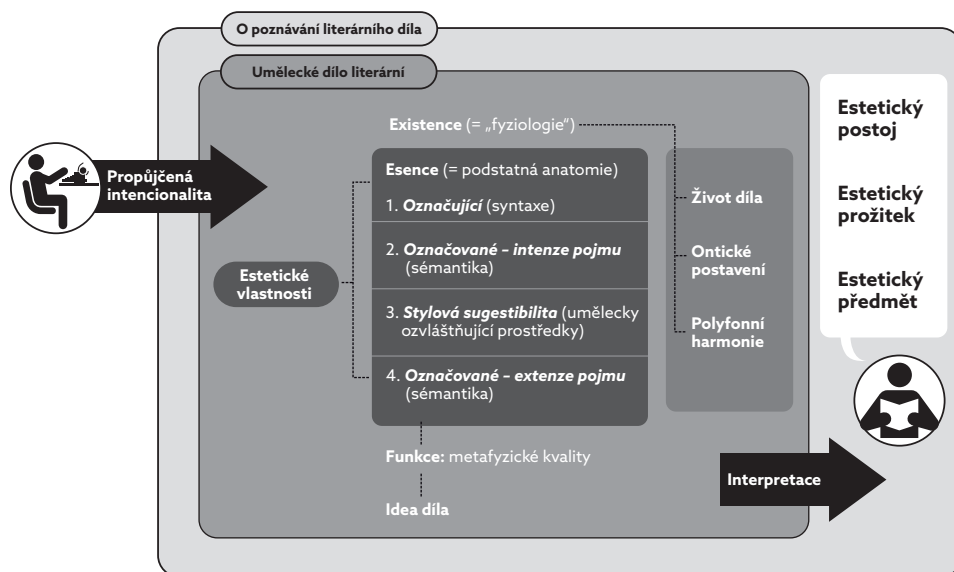 O poznávání literárního díla
Umělecké dílo literární
Propůjčená
intencionalita
Existence (= „fyziologie“)
Esence (= podstatná anatomie)
1. Označující (syntaxe)
2. Označované – intenze pojmu
(sémantika)
3. Stylová sugestibilita (umělecky
ozvláštňující prostředky)
4. Označované – extenze pojmu
(sémantika)
Estetické
vlastnosti
Život díla
Ontické
postavení
Polyfonní
harmonie
Funkce: metafyzické kvality
Idea díla
Interpretace
Estetický
postoj
Estetický
prožitek
Estetický
předmět